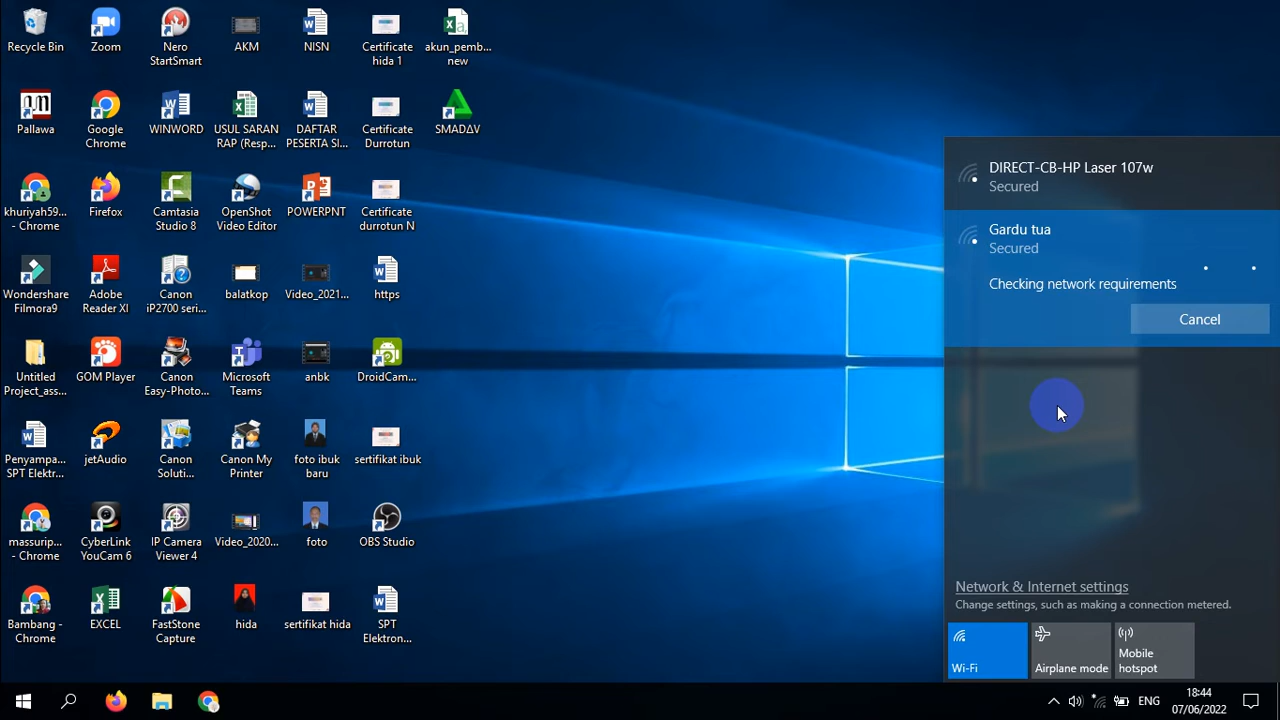 Recycle Bin
Zoom
Nero
StartSmart
AKM
NISN
Certificate
hida 1
akun_pemb...
new
Pallawa
Google
Chrome
WINWORD
USUL SARAN
RAP (Resp...
DAFTAR
PESERTA SI...
Certificate
Durrotun
SMADΔV
khuriyah59...
- Chrome
Firefox
Camtasia
Studio 8
OpenShot
Video Editor
POWERPNT
Certificate
durrotun N
Wondershare
Filmora9
Adobe
Reader XI
Canon
iP2700 seri...
balatkop
Video_2021...
https
Untitled
Project_ass...
GOM Player
Canon
Easy-Photo...
Microsoft
Teams
anbk
DroidCam...
Penyampa...
SPT Elektr...
jetAudio
Canon
Soluti...
Canon My
Printer
foto ibuk
baru
sertifikat ibuk
massurip...
- Chrome
CyberLink
YouCam 6
IP Camera
Viewer 4
Video_2020...
foto
OBS Studio
Bambang -
Chrome
EXCEL
FastStone
Capture
hida
sertifikat hida
SPT
Elektron...
DIRECT-CB-HP Laser 107w
Secured
Gardu tua
Secured
Checking network requirements
Cancel
Network & Internet settings
Change settings, such as making a connection metered.
Wi-Fi
Airplane mode
Mobile
hotspot
ENG
18:44
07/06/2022